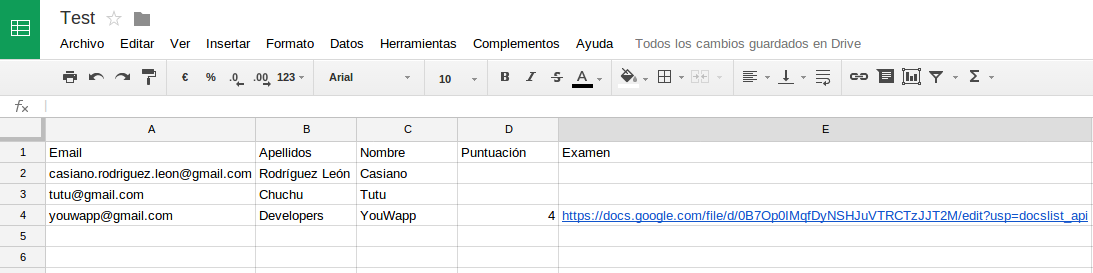 Test
Archivo Editar Ver Insertar Formato Datos Herramientas Complementos Ayuda Todos los cambios guardados en Drive
€ % .0 .00 123 Arial 10 B I S A Σ
fx
A B C D E
1 Email Apellidos Nombre Puntuación Examen
2 casiano.rodriguez.leon@gmail.com Rodríguez León Casiano
3 tutu@gmail.com Chuchu Tutu
4 youwapp@gmail.com Developers YouWapp 4 https://docs.google.com/file/d/0B7Op0IMqfDyNSHJuVTRCTzJJT2M/edit?usp=docslist_api
5
6